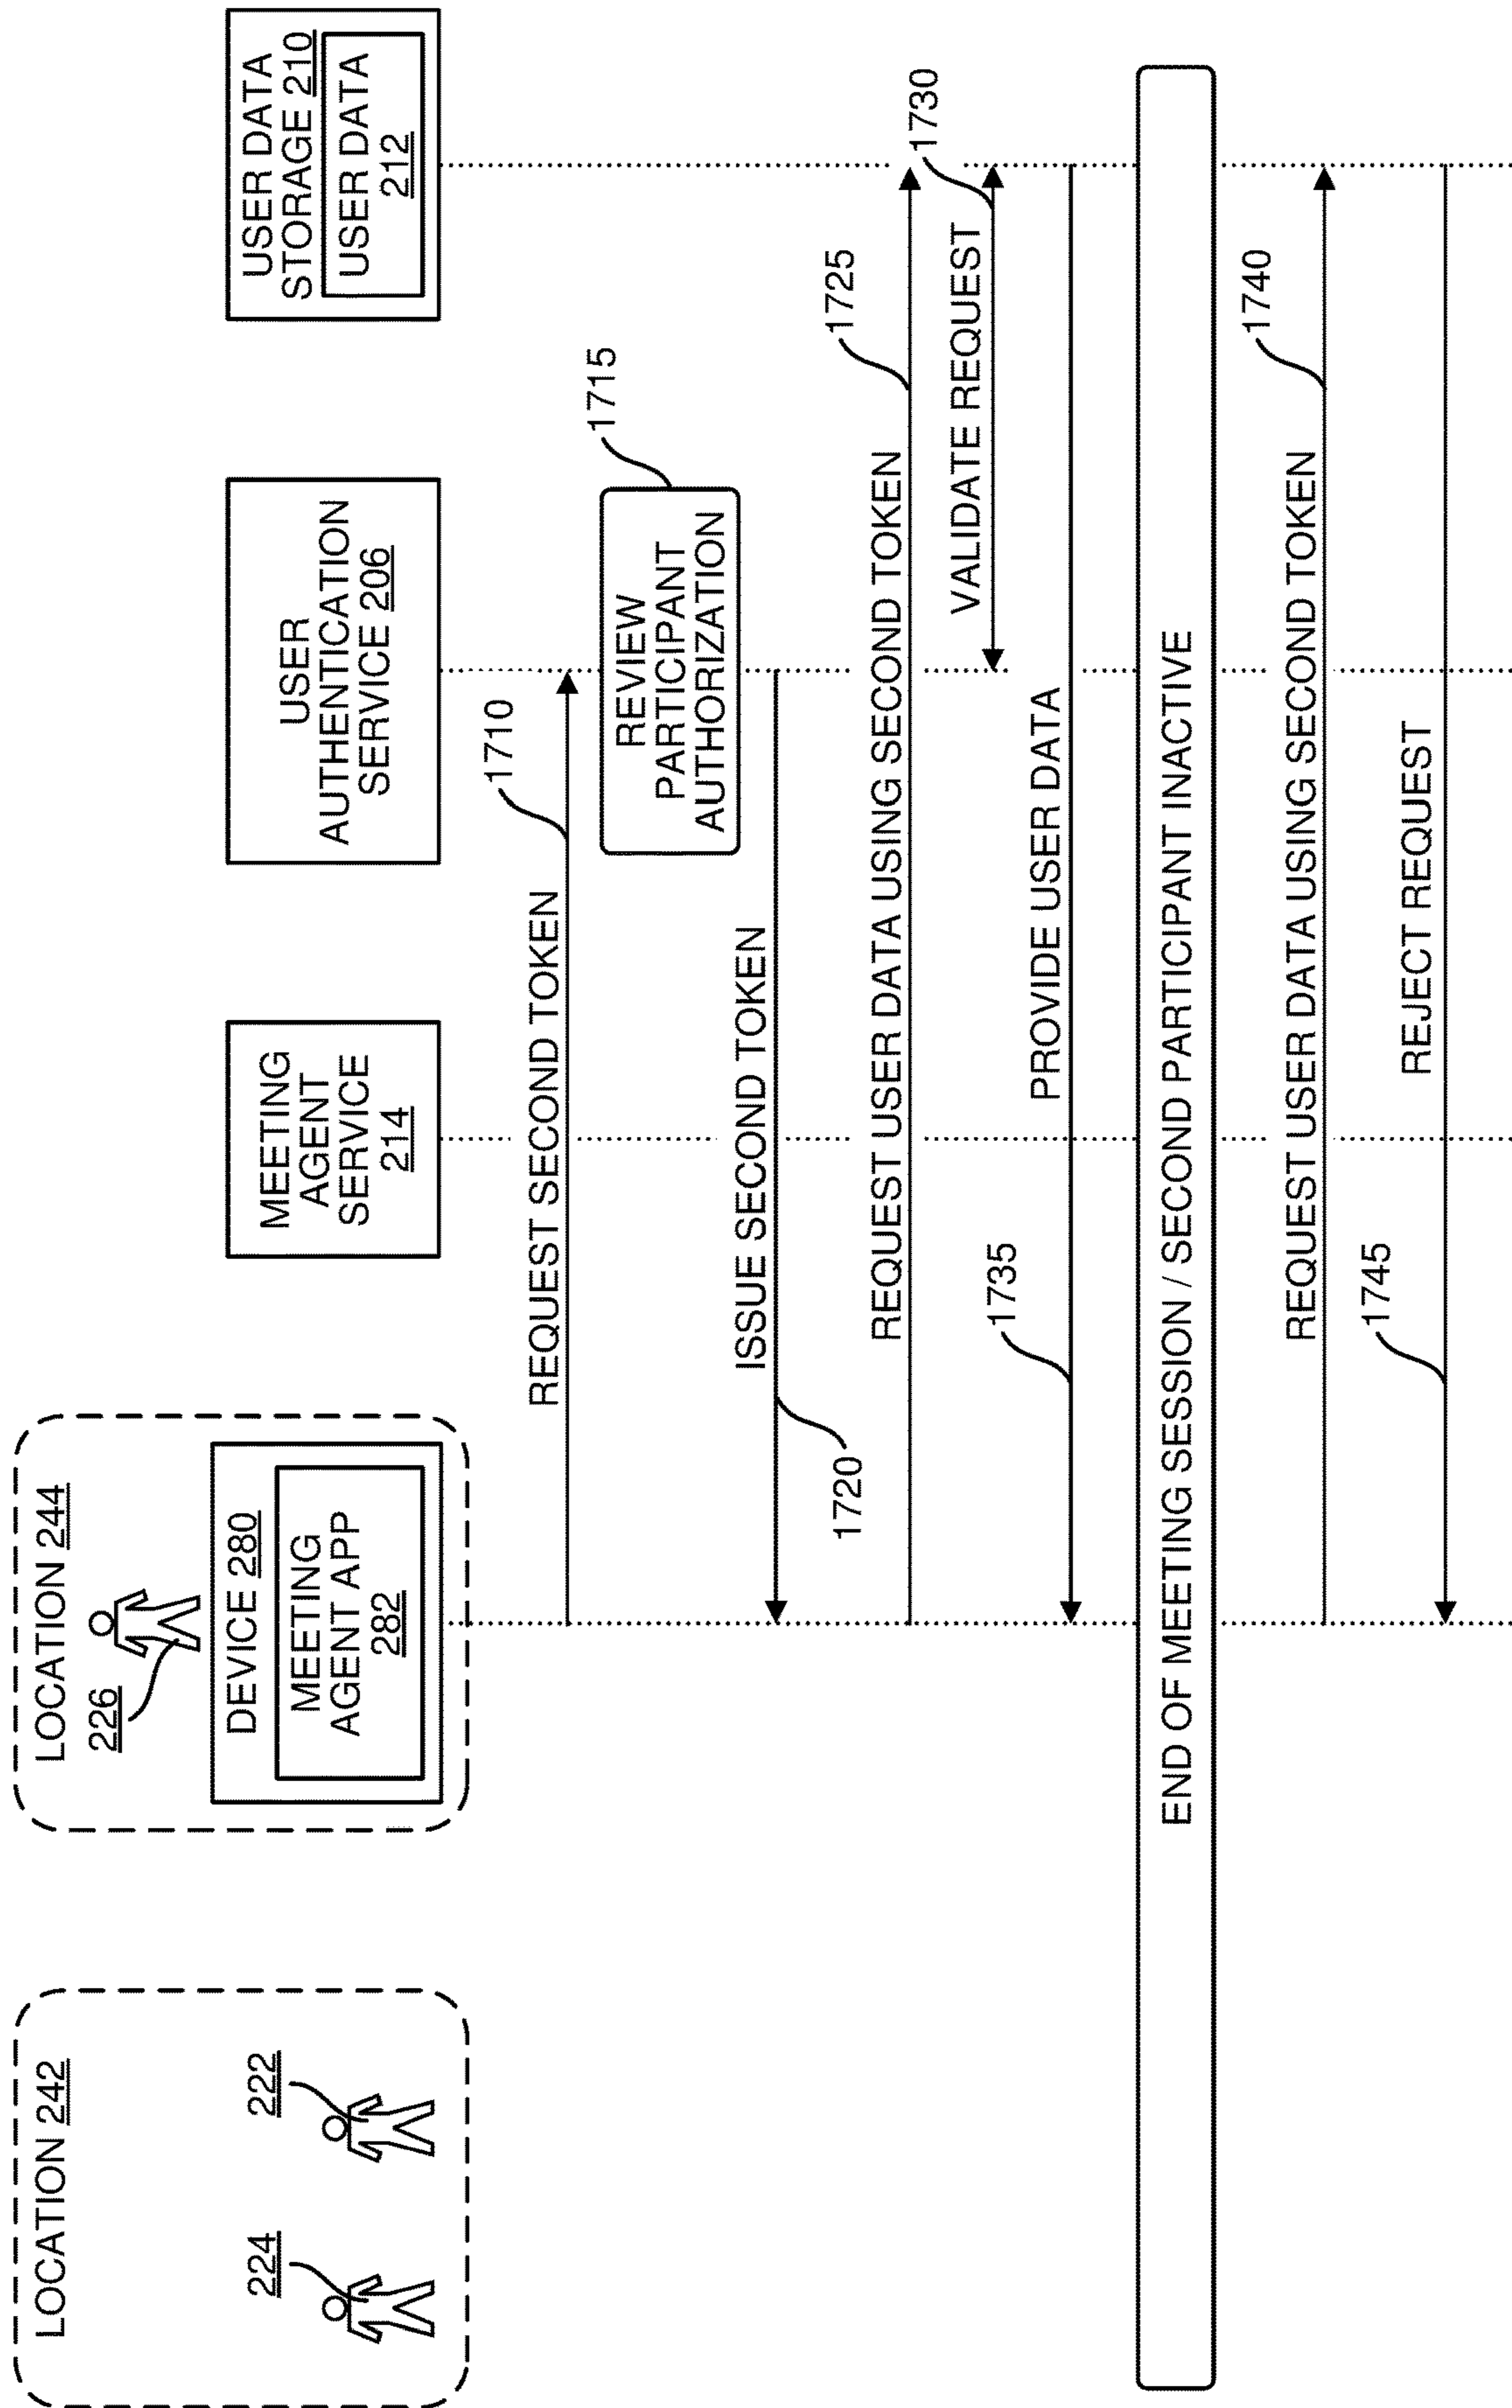 LOCATION 242
224
222
LOCATION 244
226
DEVICE 280
MEETING
AGENT APP
282
MEETING
AGENT
SERVICE
214
USER
AUTHENTICATION
SERVICE 206
USER DATA
STORAGE 210
USER DATA
212
REQUEST SECOND TOKEN
1710
REVIEW
PARTICIPANT
AUTHORIZATION
1715
ISSUE SECOND TOKEN
1720
REQUEST USER DATA USING SECOND TOKEN
1725
VALIDATE REQUEST
1730
PROVIDE USER DATA
1735
END OF MEETING SESSION / SECOND PARTICIPANT INACTIVE
REQUEST USER DATA USING SECOND TOKEN
1740
REJECT REQUEST
1745